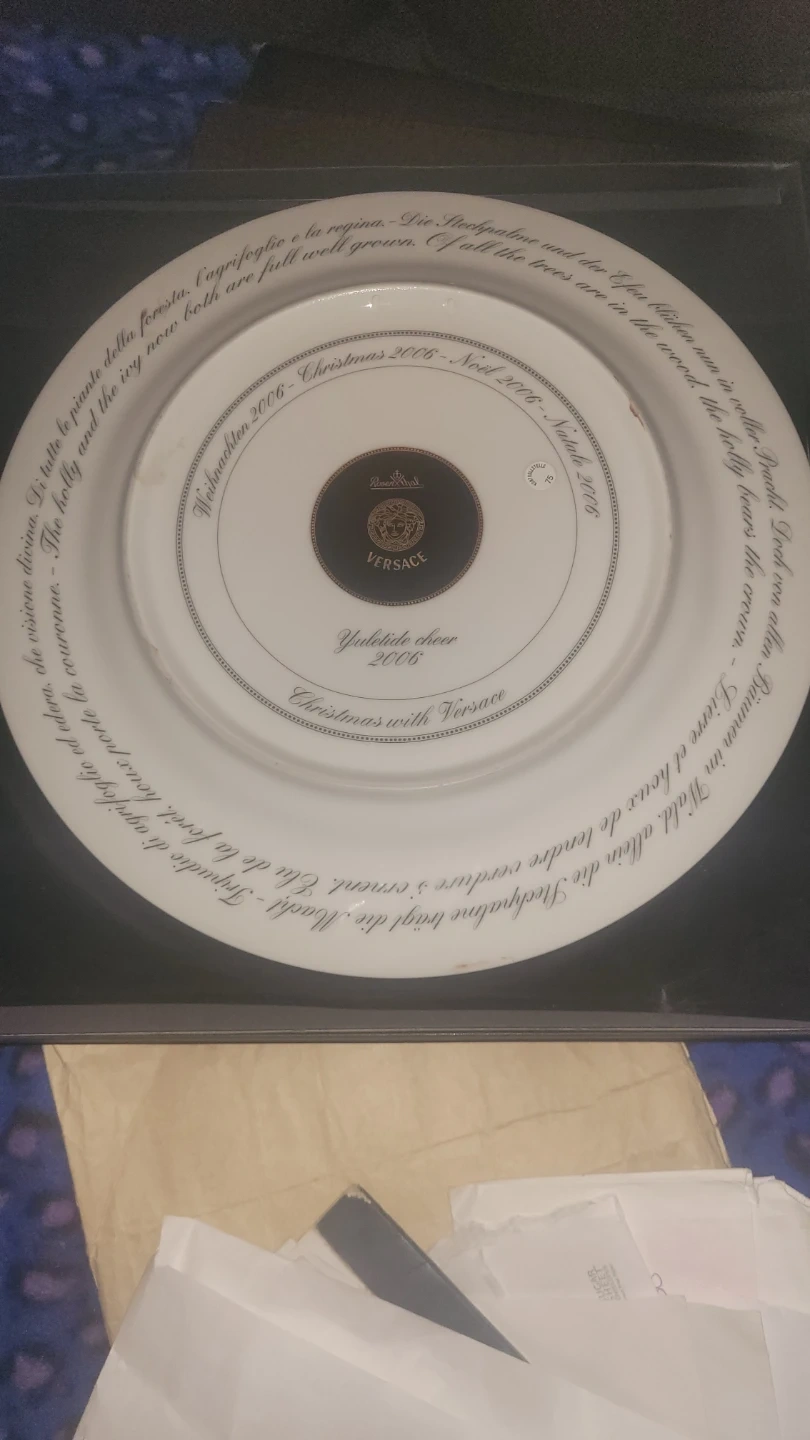 Die Stechpalme und der Efeu blühen nun in voller Pracht. Doch von allen Bäumen im Wald, allein die Stechpalme trägt die Macht - Tripudio di agrifoglio ed edera, che visione divina. Di tutte le piante della foresta, l'agrifoglio e la regina. -
The holly and the ivy now both are full well grown. Of all the trees are in the wood, the holly bears the crown. - Lierre et houx de tendre verdure s'ornent. Elu de la forêt, houx porte la couronne. -
Weihnachten 2006 - Christmas 2006 - Noël 2006 - Natale 2006
Rosenthal
VERSACE
Yuletide cheer
2006
Christmas with Versace